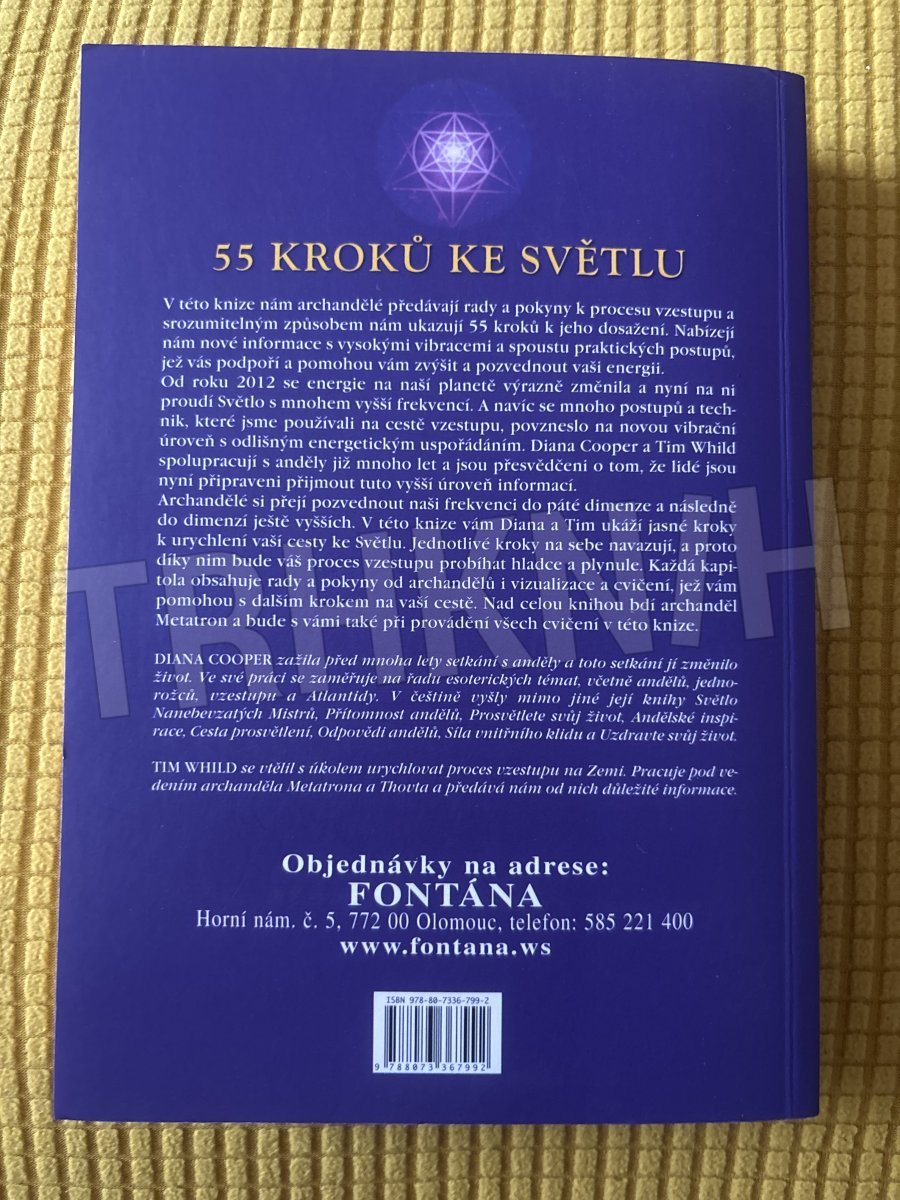 55 KROKŮ KE SVĚTLU
V této knize nám archandělé předávají rady a pokyny k procesu vzestupu a
srozumitelným způsobem nám ukazují 55 kroků k jeho dosažení. Nabízejí
nám nové informace s vysokými vibracemi a spoustu praktických postupů,
jež vás podpoří a pomohou vám zvýšit a pozvednout vaši energii.
Od roku 2012 se energie na naší planetě výrazně změnila a nyní na ni
proudí Světlo s mnohem vyšší frekvencí. A navíc se mnoho postupů a tech-
nik, které jsme používali na cestě vzestupu, povzneslo na novou vibrační
úroveň s odlišným energetickým uspořádáním. Diana Cooper a Tim Whild
spolupracují s anděly již mnoho let a jsou přesvědčeni o tom, že lidé jsou
nyní připraveni přijmout tuto vyšší úroveň informací.
Archandělé si přejí pozvednout naši frekvenci do páté dimenze a následně
do dimenzí ještě vyšších. V této knize vám Diana a Tim ukáží jasné kroky
k urychlení vaší cesty ke Světlu. Jednotlivé kroky na sebe navazují, a proto
díky nim bude váš proces vzestupu probíhat hladce a plynule. Každá kapi-
tola obsahuje rady a pokyny od archandělů i vizualizace a cvičení, jež vám
pomohou s dalším krokem na vaší cestě. Nad celou knihou bdí archanděl
Metatron a bude s vámi také při provádění všech cvičení v této knize.
TRHKNIH
DIANA COOPER zažila před mnoha lety setkání s anděly a toto setkání jí změnilo
život. Ve své práci se zaměřuje na řadu esoterických témat, včetně andělů, jedno-
rožců, vzestupu a Atlantidy. V češtině vyšly mimo jiné její knihy Světlo
Nanebevzatých Mistrů, Přítomnost andělů, Prosvětlete svůj život, Andělské inspi-
race, Cesta prosvětlení, Odpovědi andělů, Síla vnitřního klidu a Uzdravte svůj život.
TIM WHILD se vtělil s úkolem urychlovat proces vzestupu na Zemi. Pracuje pod ve-
dením archanděla Metatrona a Thovta a předává nám od nich důležité informace.
Objednávky na adrese:
FONTÁNA
Horní nám. č. 5, 772 00 Olomouc, telefon: 585 221 400
www.fontana.ws
ISBN 978-80-7336-799-2
9 788073 367992